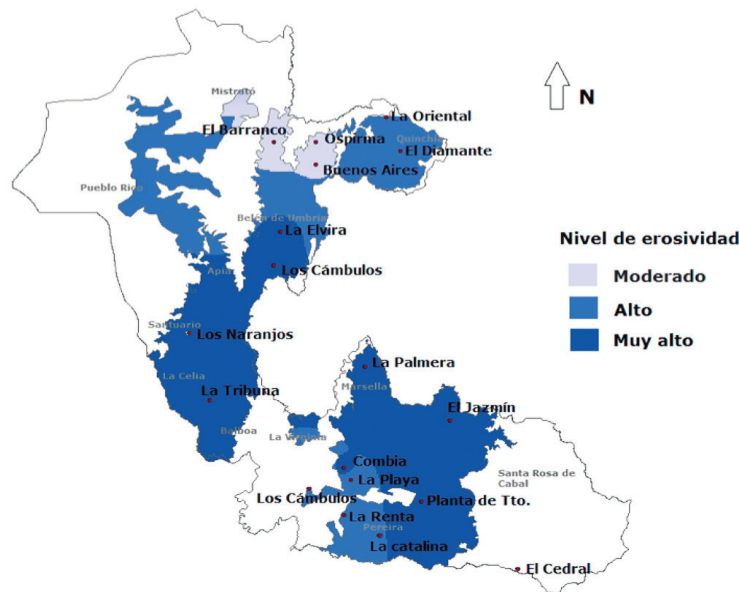 Mistrató
La Oriental
N
El Barranco
Ospirma
Quinchía
El Diamante
Buenos Aires
Pueblo Rico
Belén de Umbría
La Elvira
Nivel de erosividad
Los Cámbulos
Apía
Moderado
Alto
Santuario
Los Naranjos
Muy alto
La Palmera
La Celia
Marsella
La Tribuna
El Jazmín
Balboa
La Virginia
Combia
Santa Rosa de
Cabal
La Playa
Los Cámbulos
Planta de Tto.
La Renta
Pereira
La catalina
El Cedral